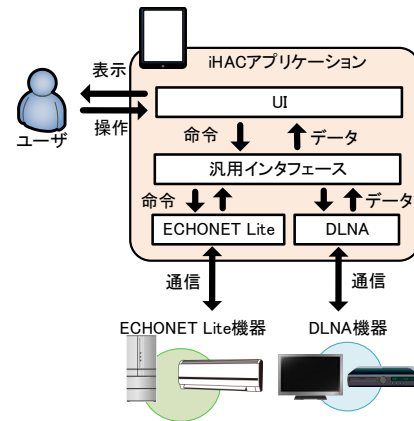 iHACアプリケーション
表示
UI
操作
ユーザ
命令
データ
汎用インタフェース
命令
データ
ECHONET Lite
DLNA
通信
通信
ECHONET Lite機器
DLNA機器